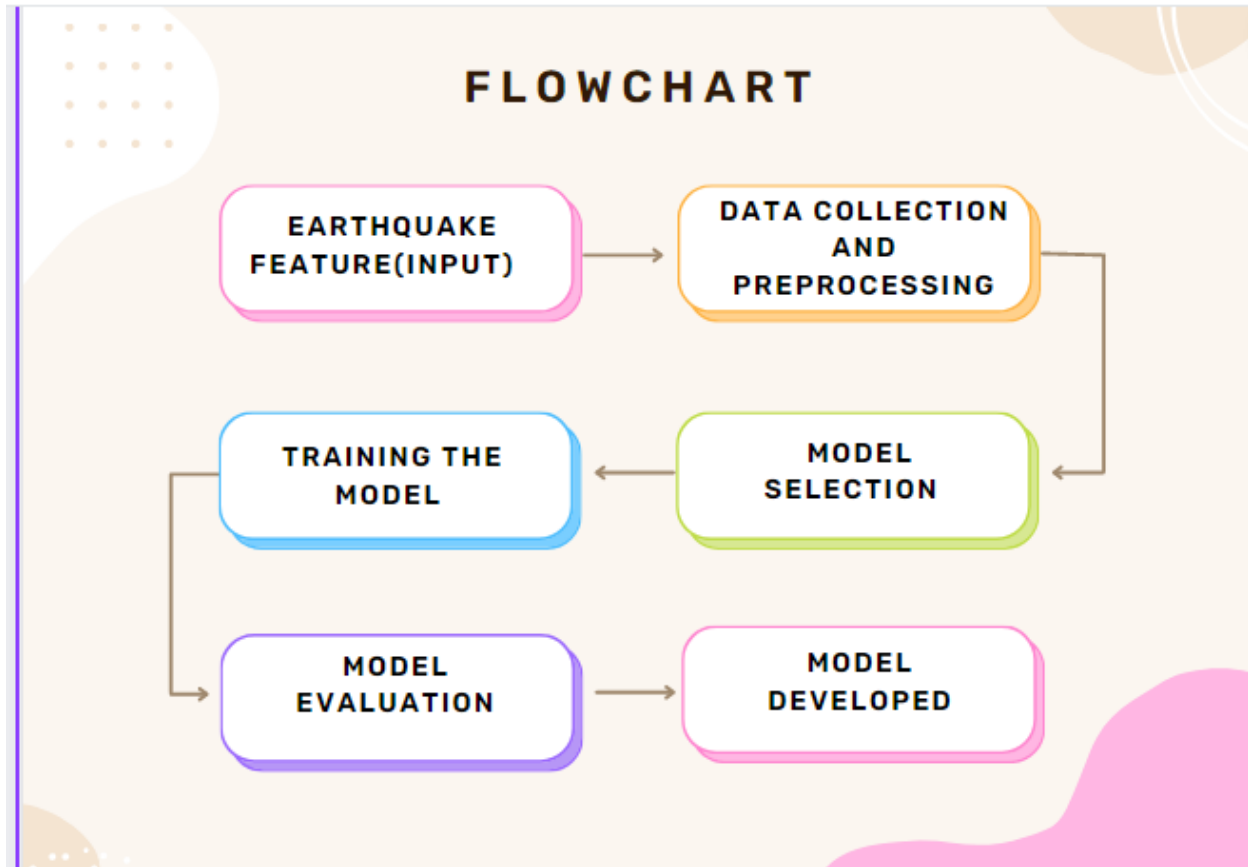 FLOWCHART
EARTHQUAKE
FEATURE(INPUT)
DATA COLLECTION
AND
PREPROCESSING
MODEL
SELECTION
TRAINING THE
MODEL
MODEL
EVALUATION
MODEL
DEVELOPED